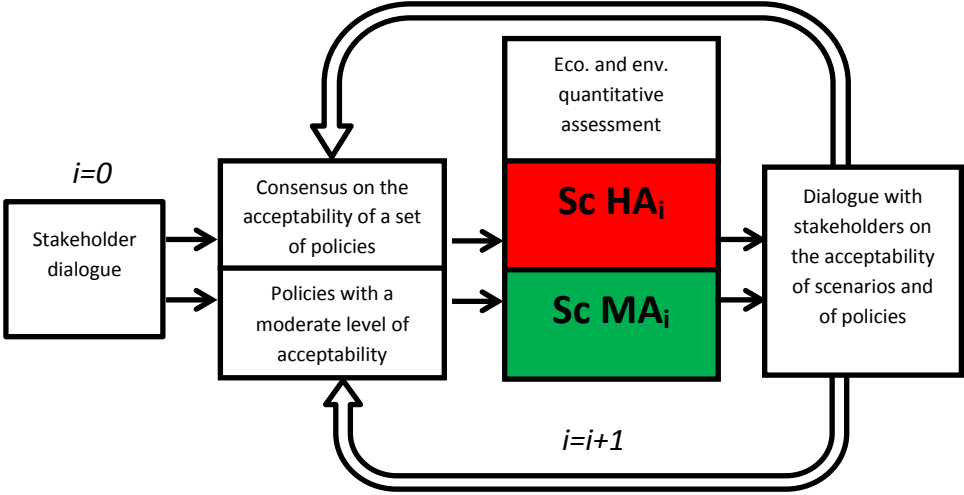 i=0
Stakeholder
dialogue
Consensus on the
acceptability of a set
of policies
Policies with a
moderate level of
acceptability
Eco. and env.
quantitative
assessment
Sc HAi
Sc MAi
Dialogue with
stakeholders on
the acceptability
of scenarios and
of policies
i=i+1